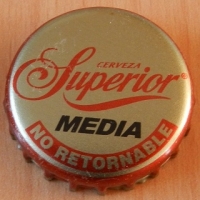 CERVEZA
Superior®
MEDIA
NO RETORNABLE